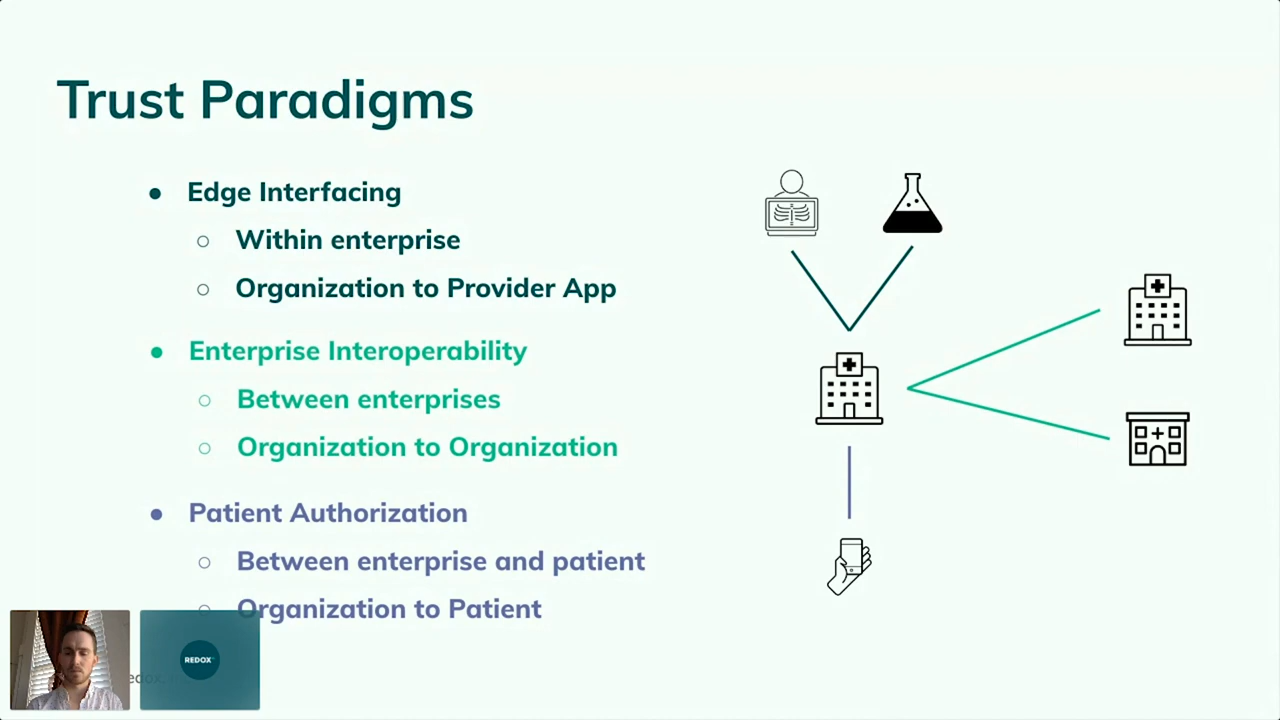 Trust Paradigms
● Edge Interfacing
○ Within enterprise
○ Organization to Provider App
● Enterprise Interoperability
○ Between enterprises
○ Organization to Organization
● Patient Authorization
○ Between enterprise and patient
○ Organization to Patient
REDOX